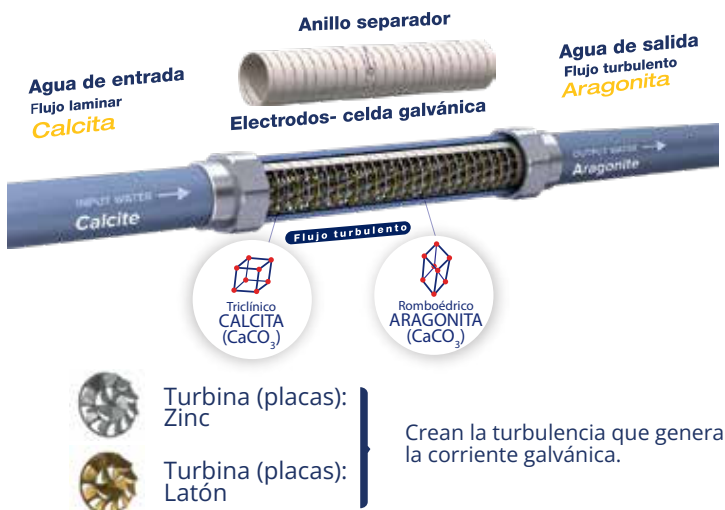 Anillo separador
Agua de entrada
Flujo laminar
Calcita
Agua de salida
Flujo turbulento
Aragonita
Electrodos- celda galvánica
INPUT WATER
Calcite
OUTPUT WATER
Aragonite
Flujo turbulento
Triclínico
CALCITA
(CaCO₃)
Romboédrico
ARAGONITA
(CaCO₃)
Turbina (placas):
Zinc
Turbina (placas):
Latón
Crean la turbulencia que genera
la corriente galvánica.